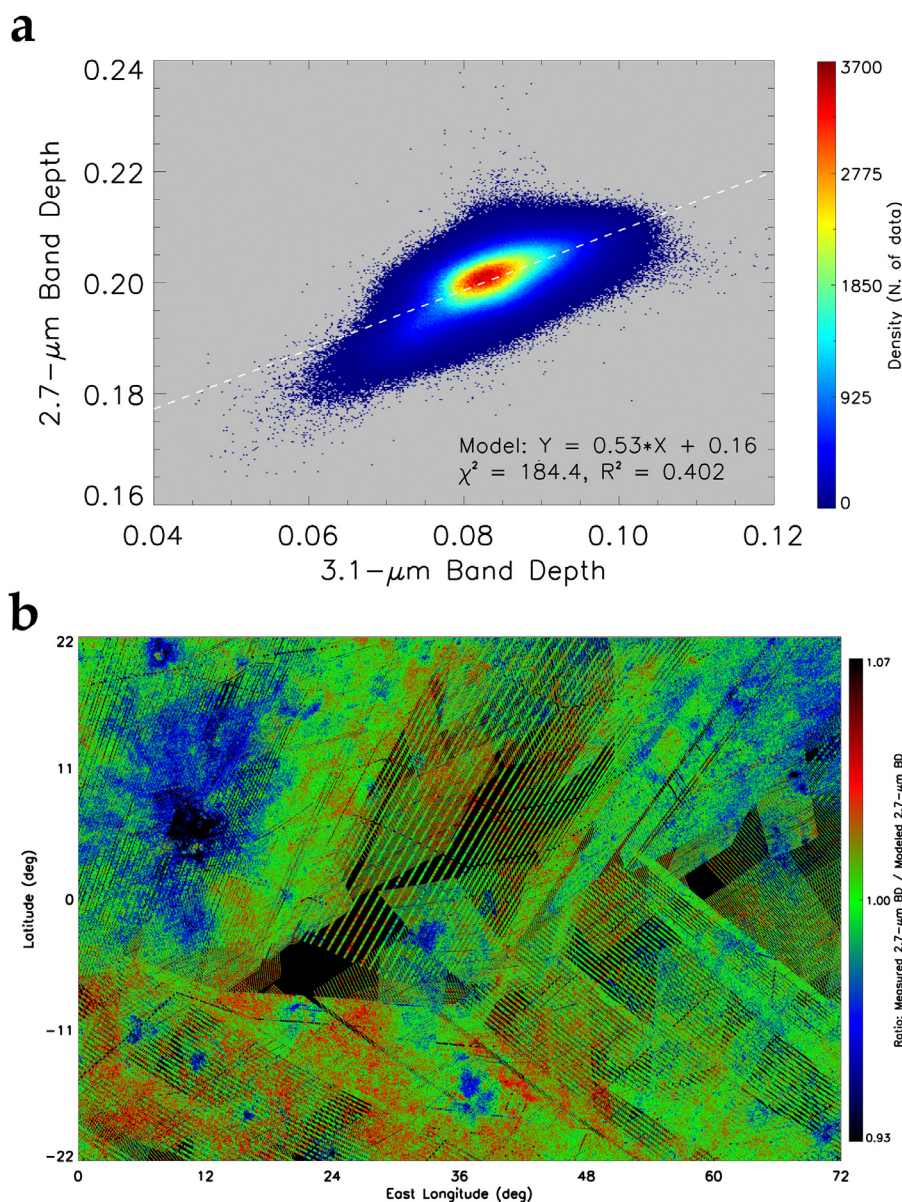 a
0.24
0.22
0.20
0.18
0.16
2.7-μm Band Depth
Model: Y = 0.53*X + 0.16
χ² = 184.4, R² = 0.402
0.04 0.06 0.08 0.10 0.12
3.1-μm Band Depth
3700
2775
1850
925
0
Density (N. of data)
b
22
11
0
-11
-22
Latitude (deg)
0 12 24 36 48 60 72
East Longitude (deg)
1.07
1.00
0.93
Ratio: Measured 2.7-μm BD / Modeled 2.7-μm BD